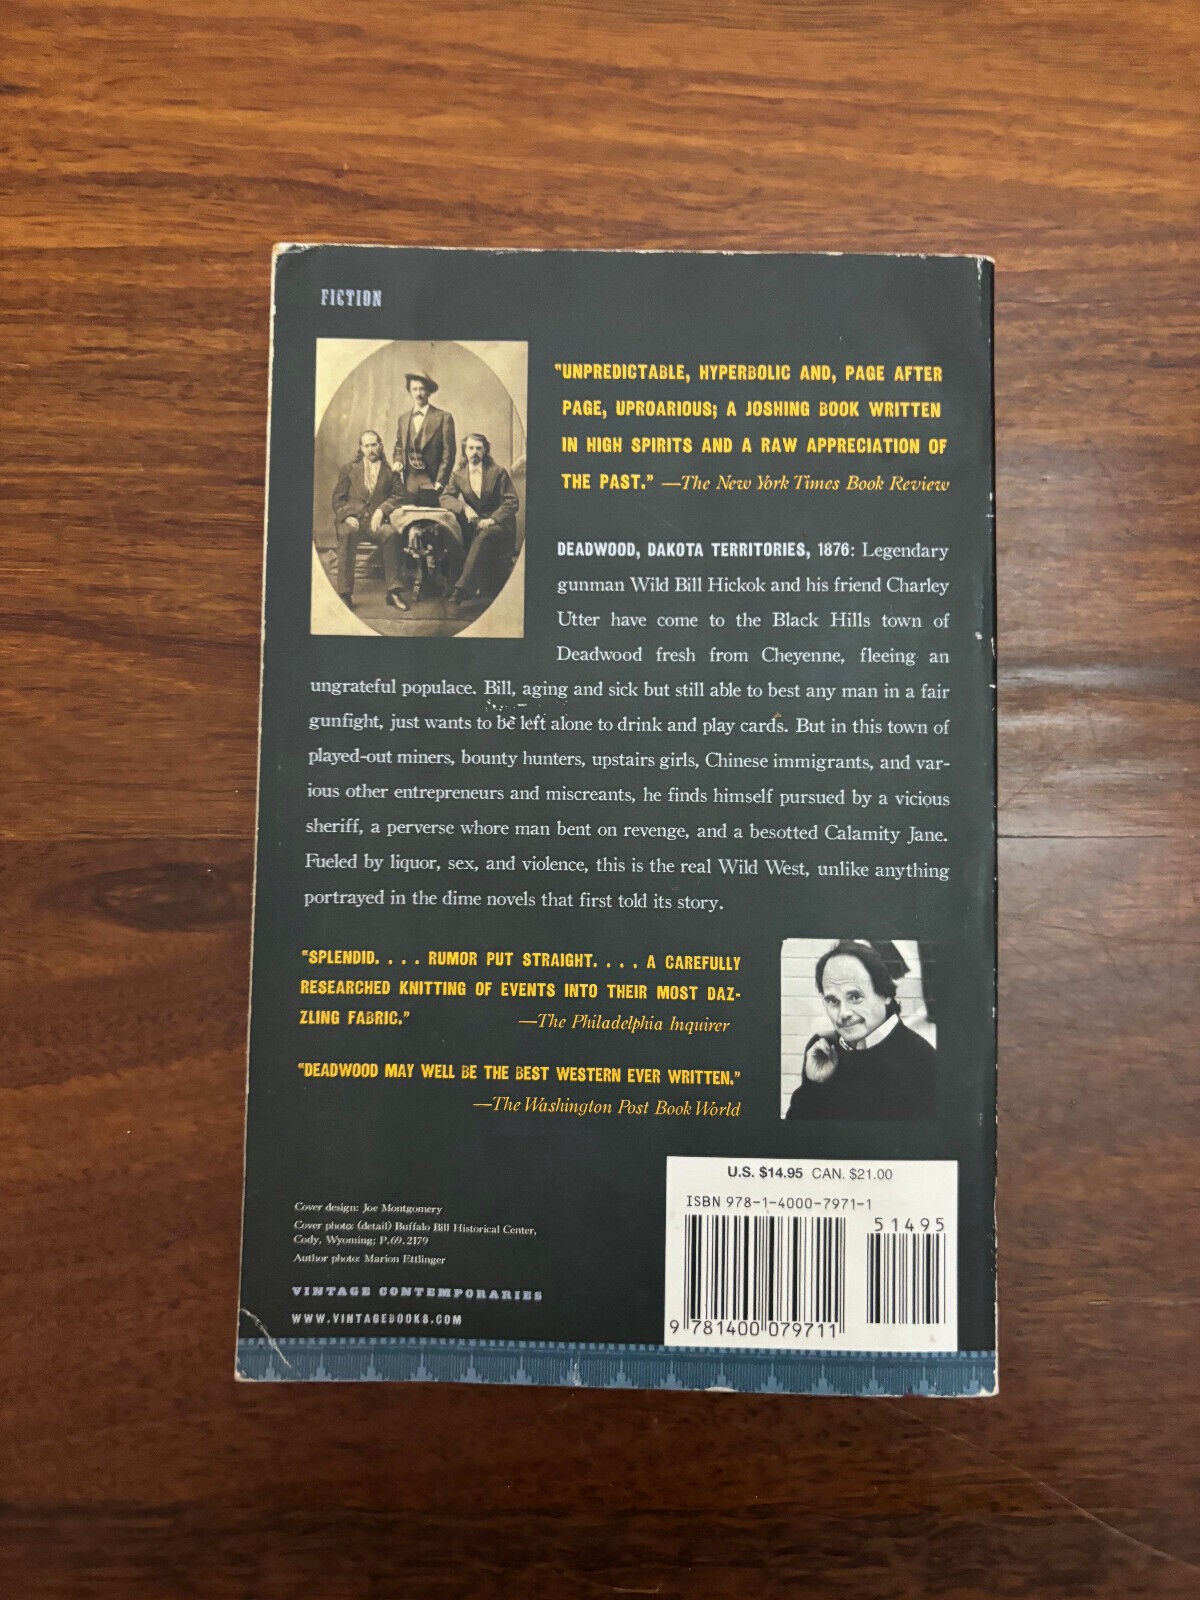 FICTION
"UNPREDICTABLE, HYPERBOLIC AND, PAGE AFTER
PAGE, UPROARIOUS; A JOSHING BOOK WRITTEN
IN HIGH SPIRITS AND A RAW APPRECIATION OF
THE PAST." —The New York Times Book Review
DEADWOOD, DAKOTA TERRITORIES, 1876: Legendary
gunman Wild Bill Hickok and his friend Charley
Utter have come to the Black Hills town of
Deadwood fresh from Cheyenne, fleeing an
ungrateful populace. Bill, aging and sick but still able to best any man in a fair
gunfight, just wants to be left alone to drink and play cards. But in this town of
played-out miners, bounty hunters, upstairs girls, Chinese immigrants, and var-
ious other entrepreneurs and miscreants, he finds himself pursued by a vicious
sheriff, a perverse whore man bent on revenge, and a besotted Calamity Jane.
Fueled by liquor, sex, and violence, this is the real Wild West, unlike anything
portrayed in the dime novels that first told its story.
"SPLENDID. . . . RUMOR PUT STRAIGHT. . . . A CAREFULLY
RESEARCHED KNITTING OF EVENTS INTO THEIR MOST DAZ-
ZLING FABRIC." —The Philadelphia Inquirer
"DEADWOOD MAY WELL BE THE BEST WESTERN EVER WRITTEN."
—The Washington Post Book World
U.S. $14.95 CAN. $21.00
ISBN 978-1-4000-7971-1
51495
9 781400 079711
Cover design: Joe Montgomery
Cover photo: (detail) Buffalo Bill Historical Center,
Cody, Wyoming; P.69.2179
Author photo: Marion Ettlinger
VINTAGE CONTEMPORARIES
WWW.VINTAGEBOOKS.COM